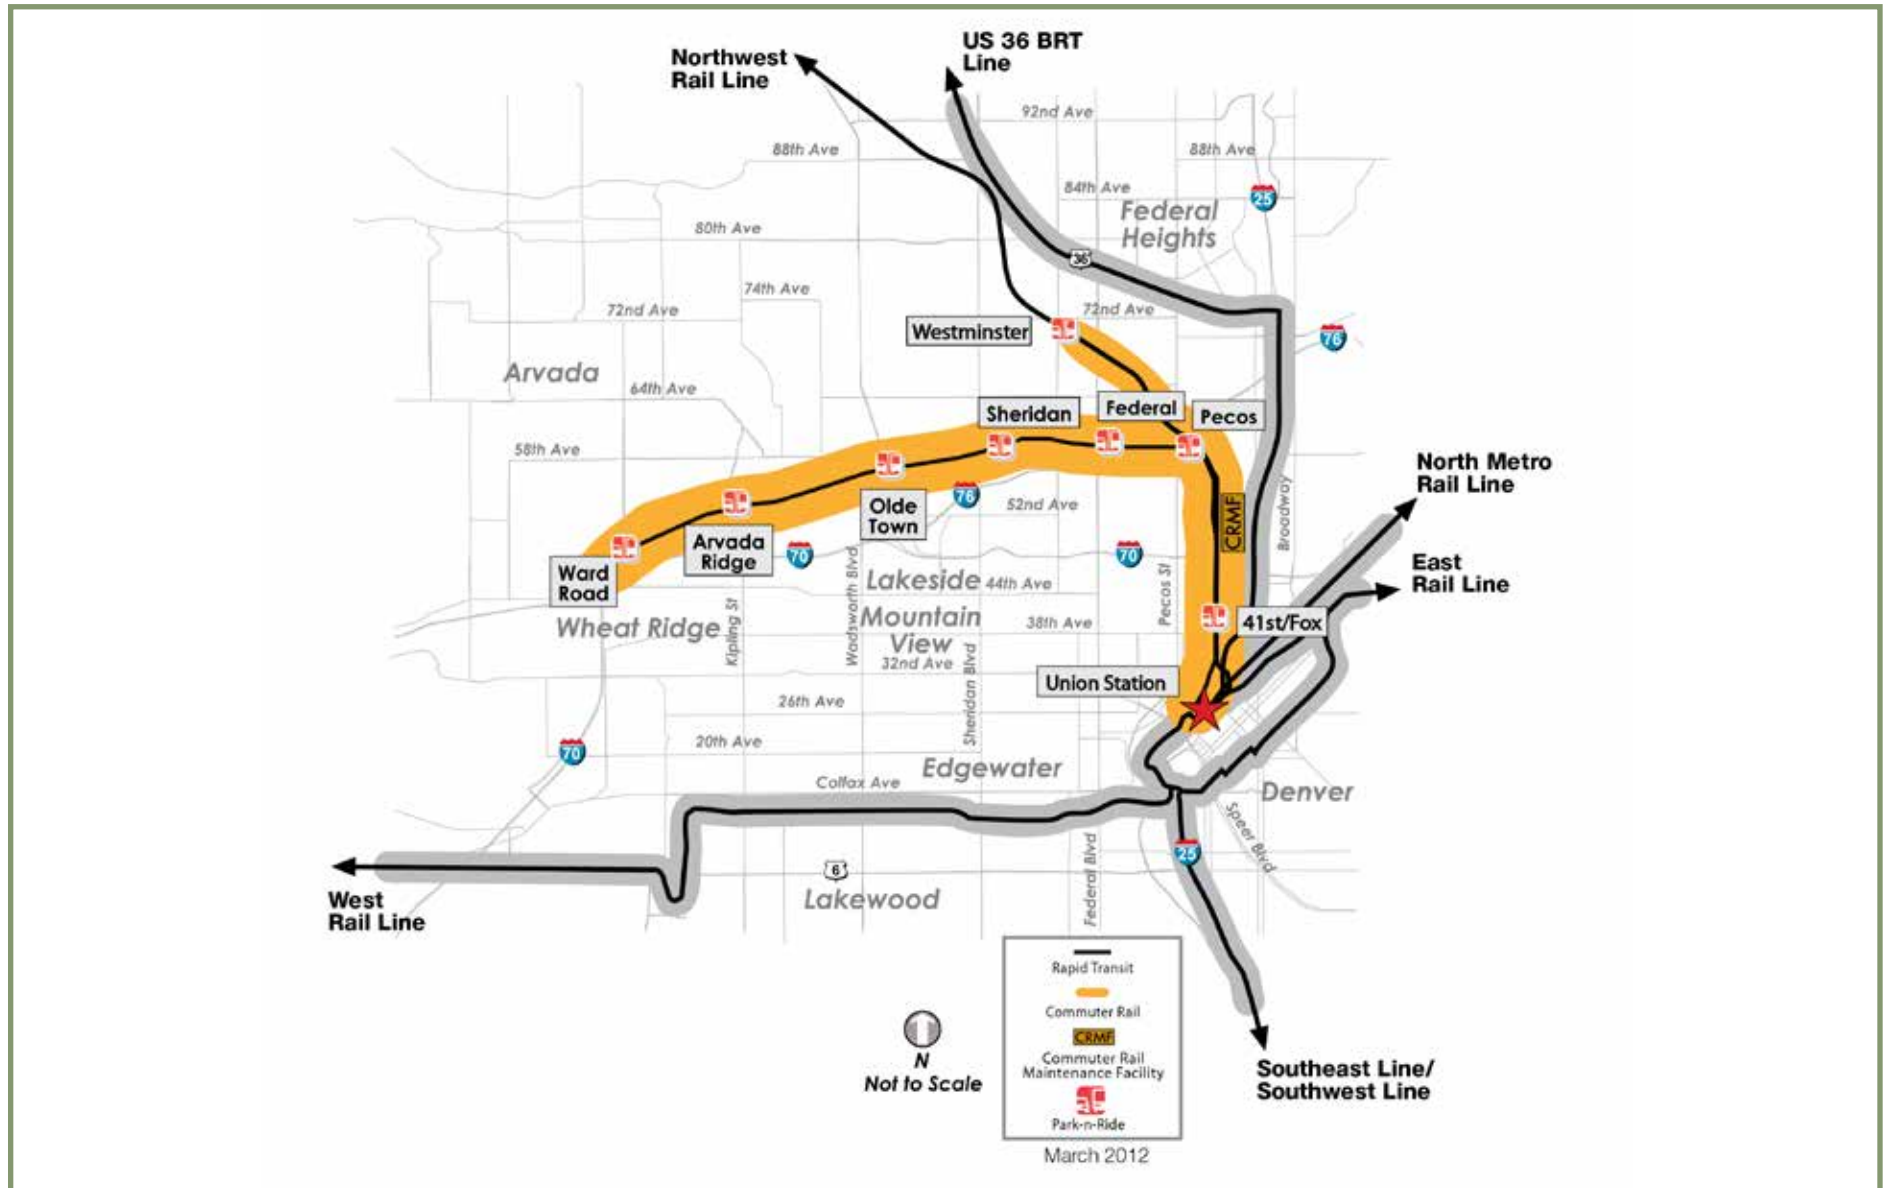 Northwest
Rail Line
US 36 BRT
Line
92nd Ave
88th Ave
88th Ave
84th Ave
25
Federal
Heights
80th Ave
36
74th Ave
72nd Ave
72nd Ave
Westminster
76
Arvada
64th Ave
Sheridan
Federal
Pecos
58th Ave
North Metro
Rail Line
76
Olde
Town
52nd Ave
CRMF
Broadway
Arvada
Ridge
70
70
East
Rail Line
Ward
Road
Lakeside
44th Ave
Wadsworth Blvd
Pecos St
Kipling St
Wheat Ridge
Mountain
View
38th Ave
41st/Fox
32nd Ave
Sheridan Blvd
Union Station
26th Ave
20th Ave
70
Edgewater
Colfax Ave
Denver
Speer Blvd
25
6
Federal Blvd
Lakewood
West
Rail Line
Rapid Transit
Commuter Rail
CRMF
Commuter Rail
Maintenance Facility
Park-n-Ride
N
Not to Scale
Southeast Line/
Southwest Line
March 2012